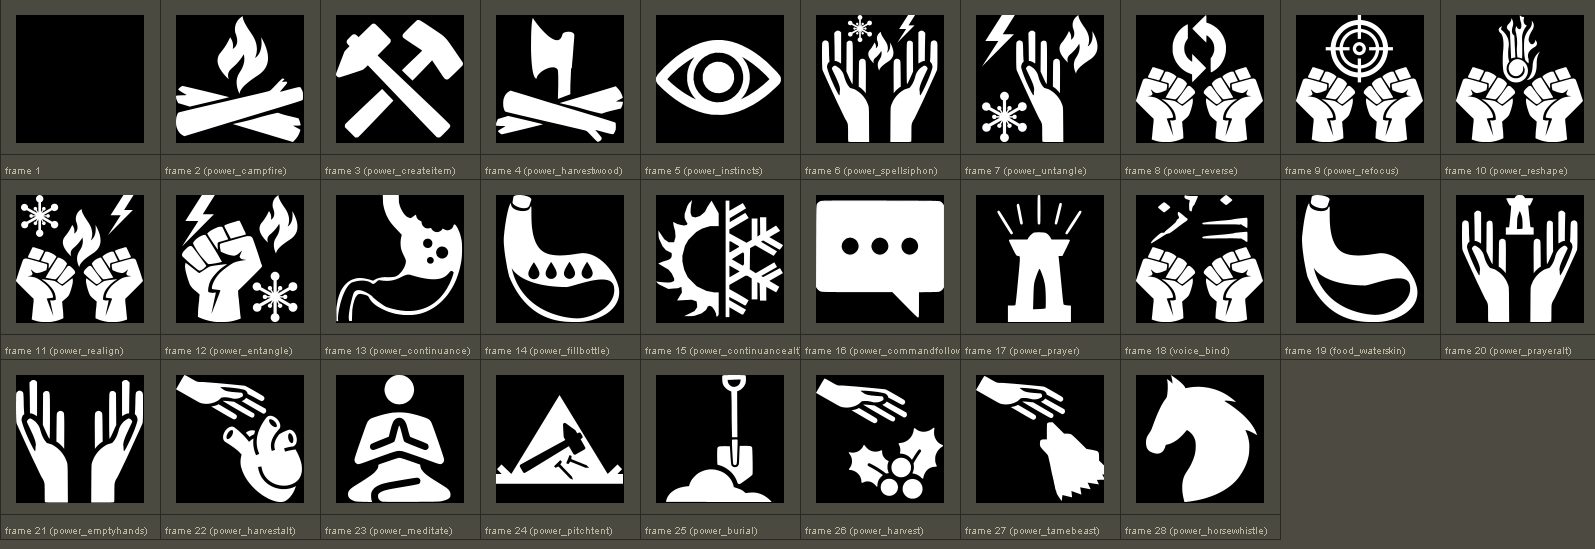 frame 1
frame 2 (power_campfire)
frame 3 (power_createitem)
frame 4 (power_harvestwood)
frame 5 (power_instincts)
frame 6 (power_spellsiphon)
frame 7 (power_untangle)
frame 8 (power_reverse)
frame 9 (power_refocus)
frame 10 (power_reshape)
frame 11 (power_realign)
frame 12 (power_entangle)
frame 13 (power_continuance)
frame 14 (power_fillbottle)
frame 15 (power_continuancealt
frame 16 (power_commandfollow
frame 17 (power_prayer)
frame 18 (voice_bind)
frame 19 (food_waterskin)
frame 20 (power_prayeralt)
frame 21 (power_emptyhands)
frame 22 (power_harvestalt)
frame 23 (power_meditate)
frame 24 (power_pitchtent)
frame 25 (power_burial)
frame 26 (power_harvest)
frame 27 (power_tamebeast)
frame 28 (power_horsewhistle)